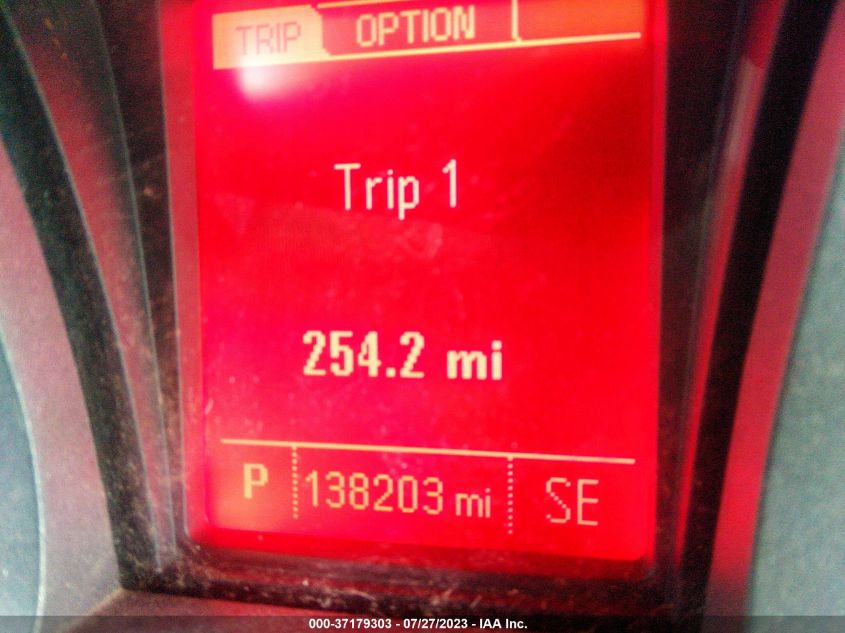 TRIP OPTION
Trip 1
254.2 mi
P 138203 mi SE
000-37179303 - 07/27/2023 - IAA Inc.